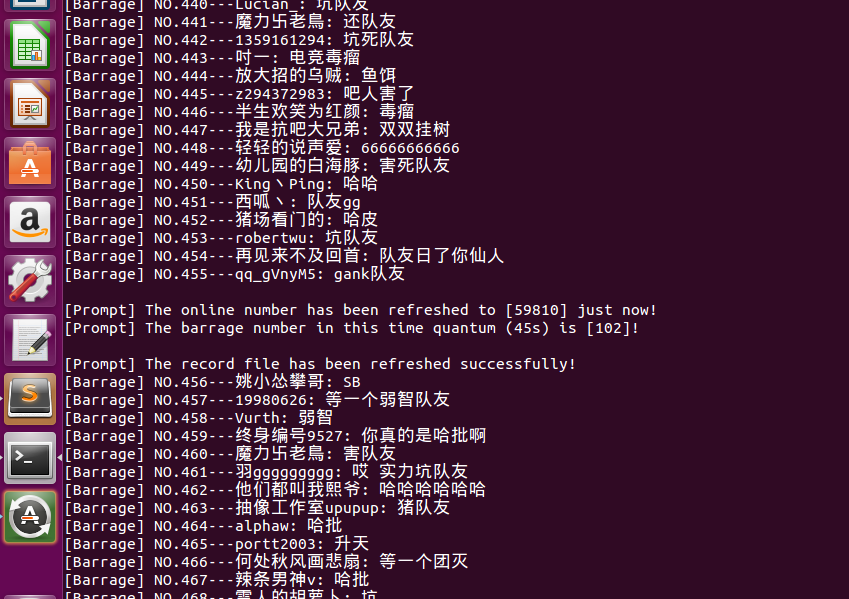 [Barrage] NO.440---Lucian_: 坑队友
[Barrage] NO.441---魔力卐老鳥: 还队友
[Barrage] NO.442---1359161294: 坑死队友
[Barrage] NO.443---吋一: 电竞毒瘤
[Barrage] NO.444---放大招的乌贼: 鱼饵
[Barrage] NO.445---z294372983: 吧人害了
[Barrage] NO.446---半生欢笑为红颜: 毒瘤
[Barrage] NO.447---我是抗吧大兄弟: 双双挂树
[Barrage] NO.448---轻轻的说声爱: 66666666666
[Barrage] NO.449---幼儿园的白海豚: 害死队友
[Barrage] NO.450---King丶Ping: 哈哈
[Barrage] NO.451---西呱丶: 队友gg
[Barrage] NO.452---猪场看门的: 哈皮
[Barrage] NO.453---robertwu: 坑队友
[Barrage] NO.454---再见来不及回首: 队友日了你仙人
[Barrage] NO.455---qq_gVnyM5: gank队友
[Prompt] The online number has been refreshed to [59810] just now!
[Prompt] The barrage number in this time quantum (45s) is [102]!
[Prompt] The record file has been refreshed successfully!
[Barrage] NO.456---姚小怂攀哥: SB
[Barrage] NO.457---19980626: 等一个弱智队友
[Barrage] NO.458---Vurth: 弱智
[Barrage] NO.459---终身编号9527: 你真的是哈批啊
[Barrage] NO.460---魔力卐老鳥: 害队友
[Barrage] NO.461---羽ggggggggg: 哎 实力坑队友
[Barrage] NO.462---他们都叫我熙爷: 哈哈哈哈哈哈
[Barrage] NO.463---抽像工作室upupup: 猪队友
[Barrage] NO.464---alphaw: 哈批
[Barrage] NO.465---portt2003: 升天
[Barrage] NO.466---何处秋风画悲扇: 等一个团灭
[Barrage] NO.467---辣条男神v: 哈批
[Barrage] NO.468---雷人的胡萝卜: 坑